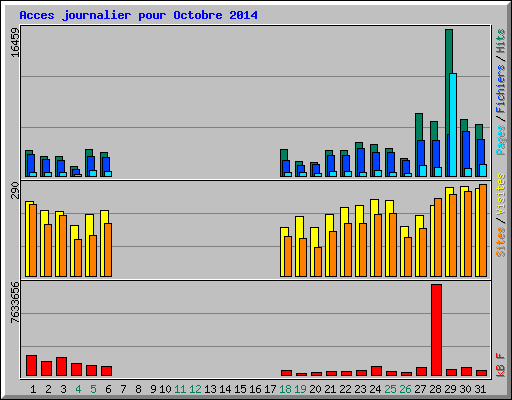 Acces journalier pour Octobre 2014
16459
290
7633656
Pages / Fichiers / Hits
Sites / Visites
kB F
1 2 3 4 5 6 7 8 9 10 11 12 13 14 15 16 17 18 19 20 21 22 23 24 25 26 27 28 29 30 31